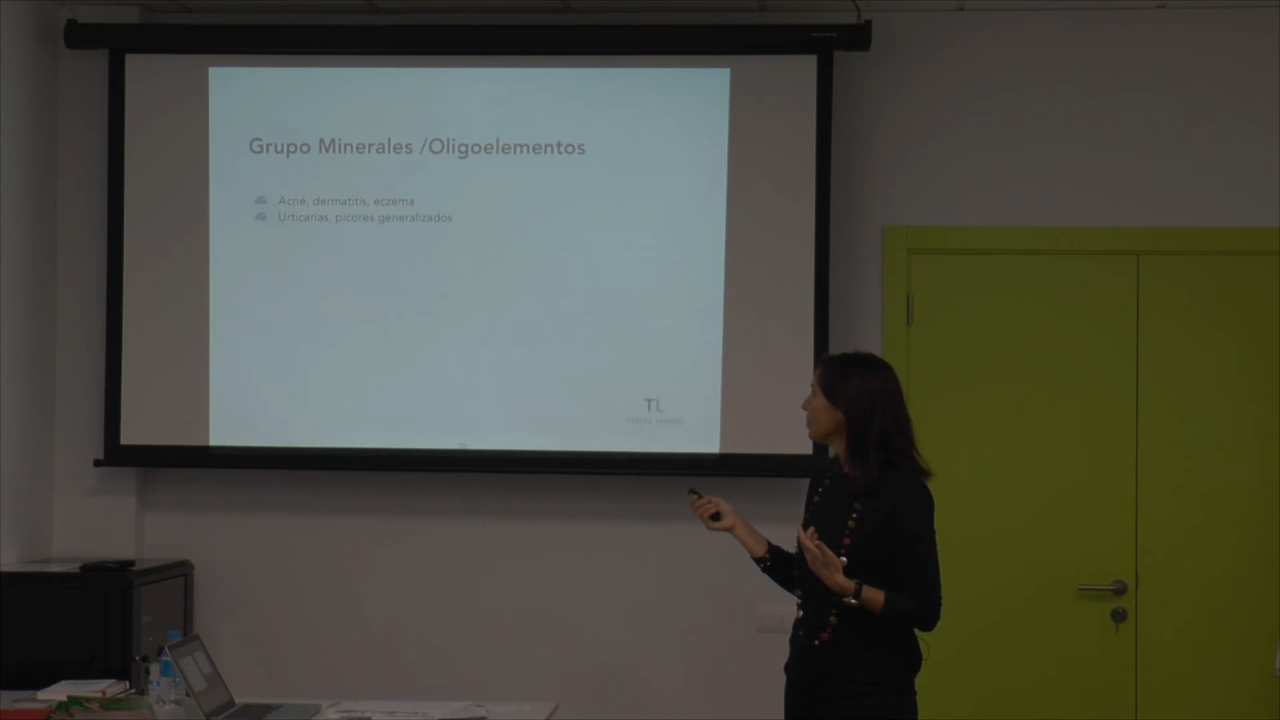 Grupo Minerales /Oligoelementos
Acné, dermatitis, eczema
Urticarias, picores generalizados
TL